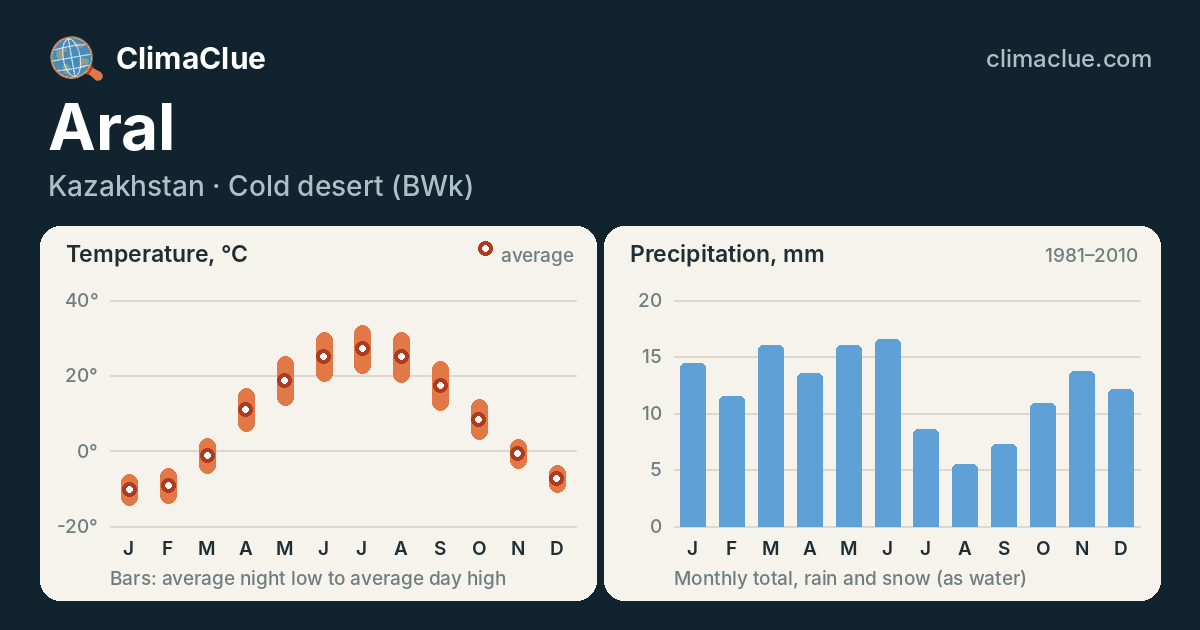 ClimaClue
climaclue.com
Aral
Kazakhstan · Cold desert (BWk)
Temperature, °C
average
40°
20°
0°
-20°
J F M A M J J A S O N D
Bars: average night low to average day high
Precipitation, mm
1981–2010
20
15
10
5
0
J F M A M J J A S O N D
Monthly total, rain and snow (as water)